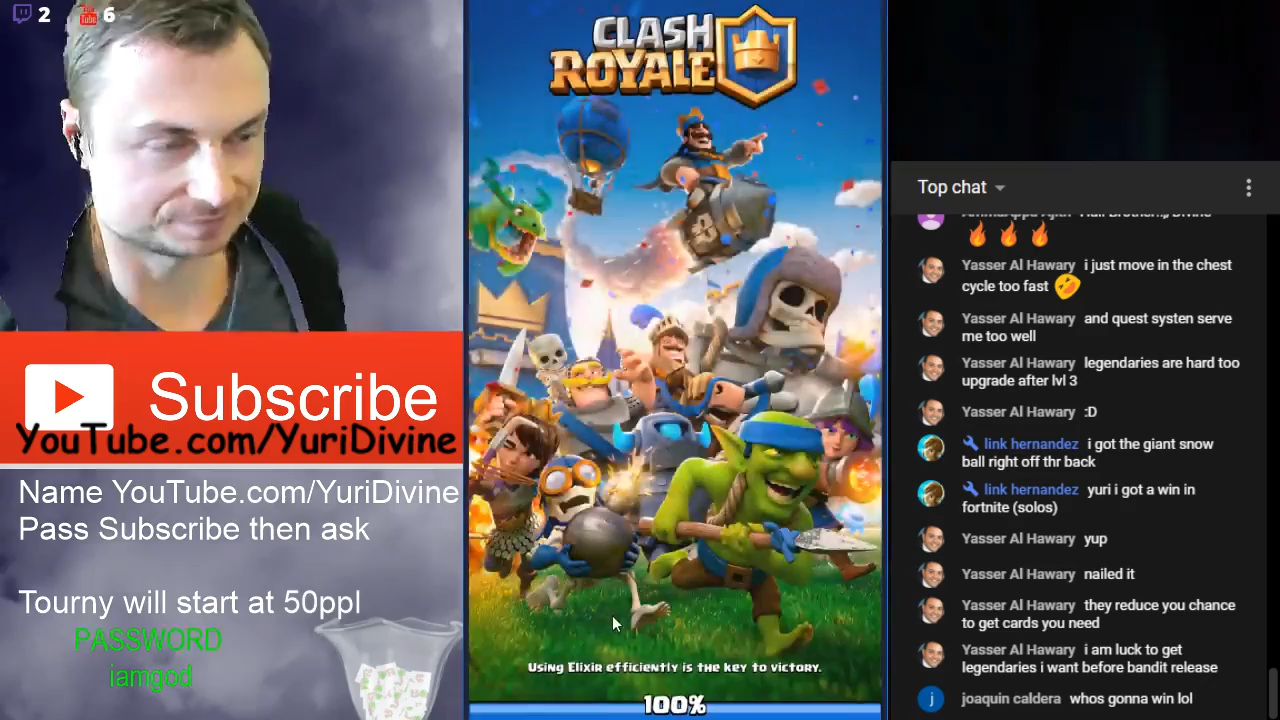 2 You Tube 6
Subscribe
YouTube.com/YuriDivine
Name YouTube.com/YuriDivine
Pass Subscribe then ask
Tourny will start at 50ppl
PASSWORD
iamgod
CLASH
ROYALE
Using Elixir efficiently is the key to victory.
100%
Top chat
Yasser Al Hawary i just move in the chest
cycle too fast
Yasser Al Hawary and quest systen serve
me too well
Yasser Al Hawary legendaries are hard too
upgrade after lvl 3
Yasser Al Hawary :D
link hernandez i got the giant snow
ball right off thr back
link hernandez yuri i got a win in
fortnite (solos)
Yasser Al Hawary yup
Yasser Al Hawary nailed it
Yasser Al Hawary they reduce you chance
to get cards you need
Yasser Al Hawary i am luck to get
legendaries i want before bandit release
j joaquin caldera whos gonna win lol